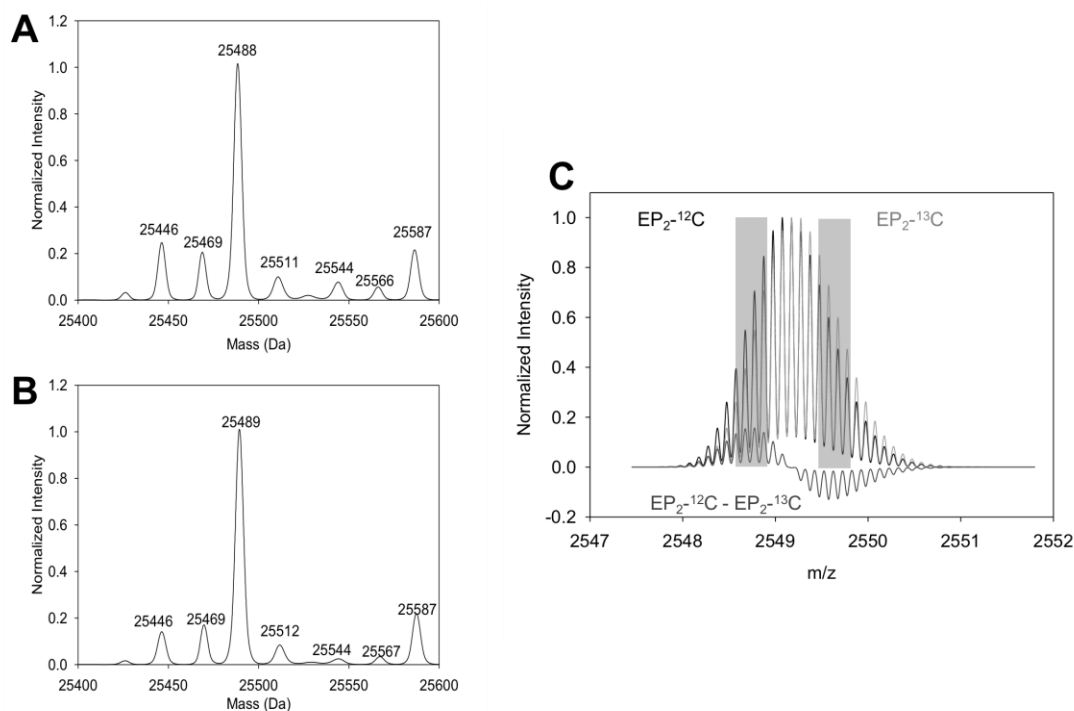 A
Normalized Intensity
1.2
1.0
0.8
0.6
0.4
0.2
0.0
25446
25469
25488
25511
25544
25566
25587
25400 25450 25500 25550 25600
Mass (Da)
B
Normalized Intensity
1.2
1.0
0.8
0.6
0.4
0.2
0.0
25446
25469
25489
25512
25544
25567
25587
25400 25450 25500 25550 25600
Mass (Da)
C
Normalized Intensity
1.0
0.8
0.6
0.4
0.2
0.0
-0.2
EP₂-¹²C
EP₂-¹³C
EP₂-¹²C - EP₂-¹³C
2547 2548 2549 2550 2551 2552
m/z